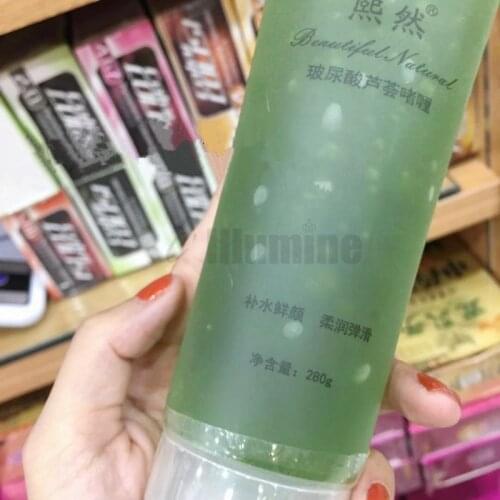 熙然®
Beautiful Natural
玻尿酸芦荟啫喱
illumine
补水鲜颜 柔润弹滑
净含量：280g